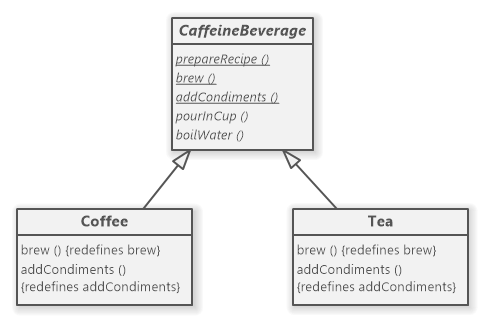 CaffeineBeverage
prepareRecipe ()
brew ()
addCondiments ()
pourInCup ()
boilWater ()
Coffee
brew () {redefines brew}
addCondiments ()
{redefines addCondiments}
Tea
brew () {redefines brew}
addCondiments ()
{redefines addCondiments}